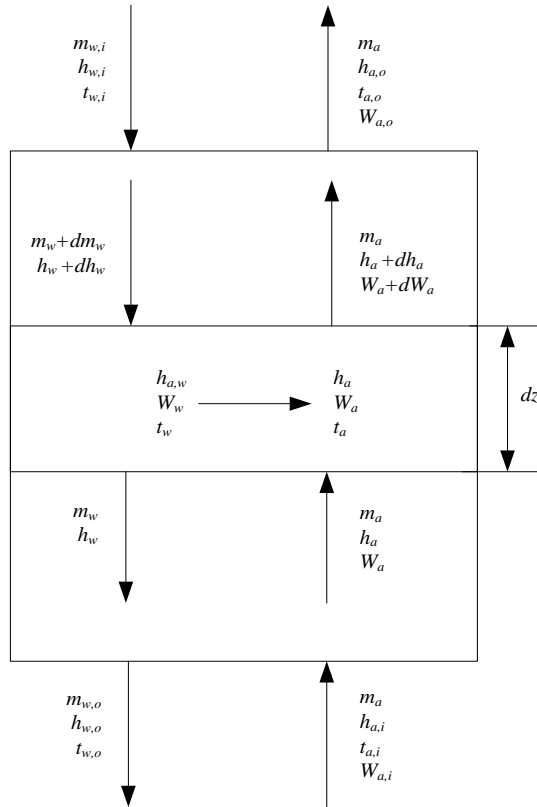 m_{w,i}
h_{w,i}
t_{w,i}
m_a
h_{a,o}
t_{a,o}
W_{a,o}
m_w+dm_w
h_w+dh_w
m_a
h_a+dh_a
W_a+dW_a
h_{a,w}
W_w
t_w
h_a
W_a
t_a
dz
m_w
h_w
m_a
h_a
W_a
m_{w,o}
h_{w,o}
t_{w,o}
m_a
h_{a,i}
t_{a,i}
W_{a,i}